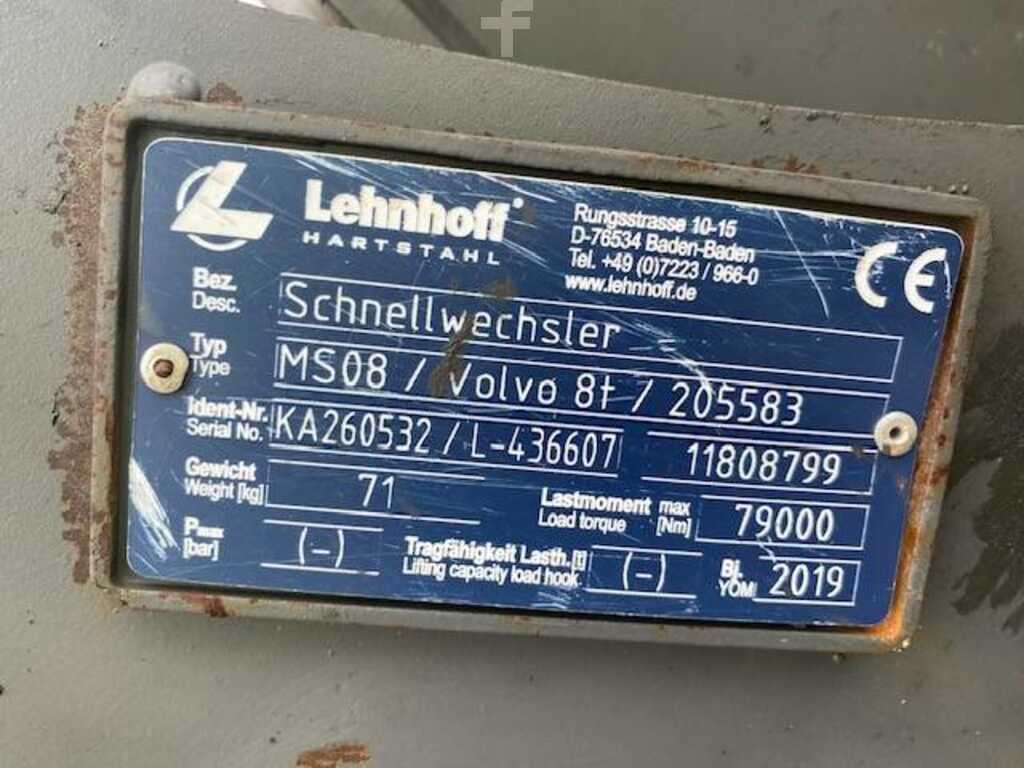 f
Lehnhoff
HARTSTAHL
Rungsstrasse 10-15
D-76534 Baden-Baden
Tel. +49 (0)7223 / 966-0
www.lehnhoff.de
CE
Bez.
Desc.
Schnellwechsler
Typ
Type
MS08 / Volvo 8t / 205583
Ident-Nr.
Serial No.
KA260532 / L-436607 11808799
Gewicht
Weight [kg]
71
Lastmoment max
Load torque [Nm]
79000
Pmax
[bar]
(-)
Tragfähigkeit Lasth. [t]
Lifting capacity load hook
(-)
Bj.
YOM
2019